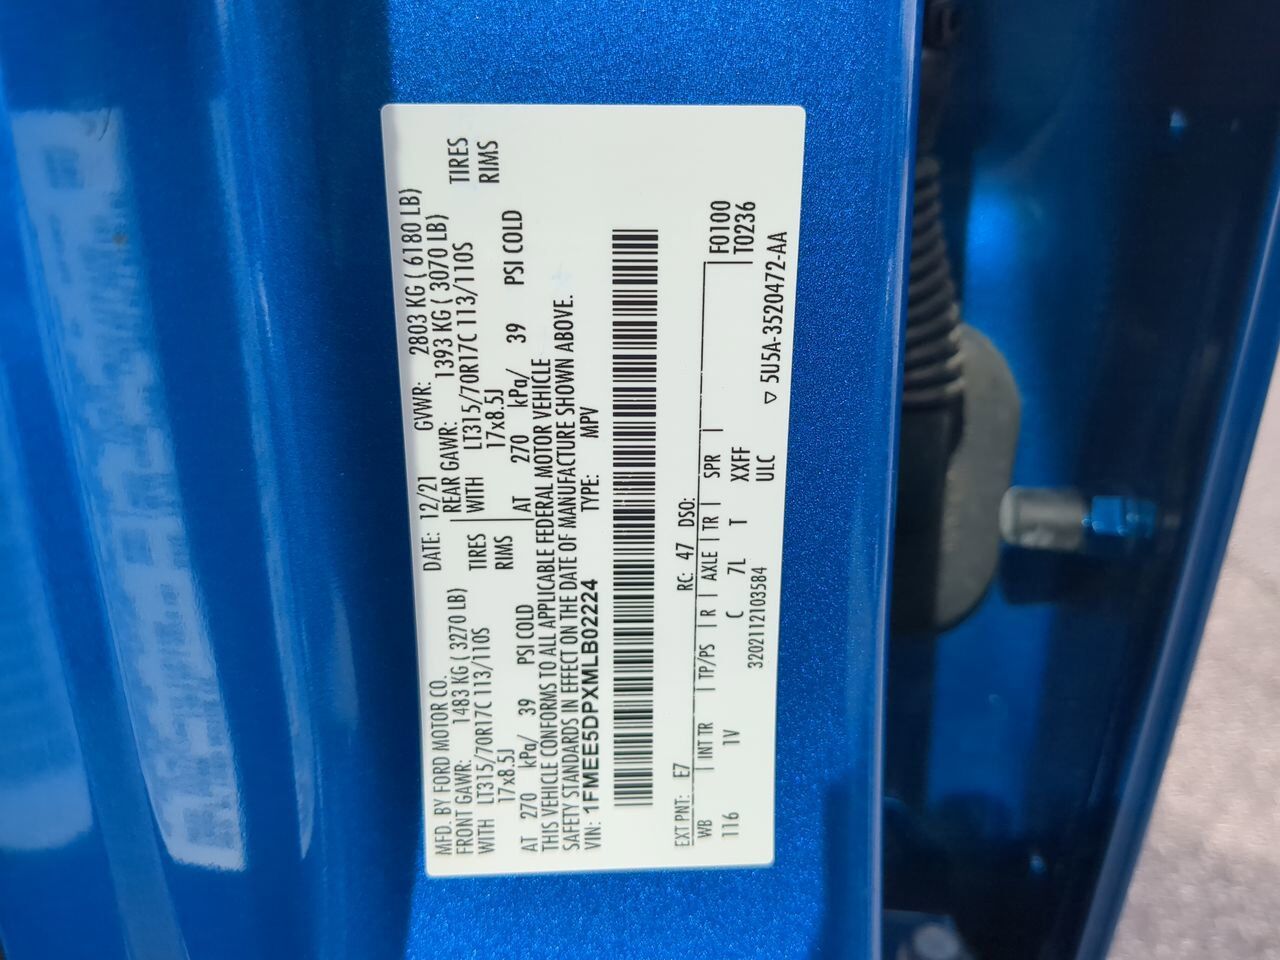 MFD. BY FORD MOTOR CO. DATE: 12/21 GVWR: 2803 KG ( 6180 LB)
FRONT GAWR: 1483 KG ( 3270 LB) REAR GAWR: 1393 KG ( 3070 LB)
WITH LT315/70R17C 113/110S TIRES WITH LT315/70R17C 113/110S TIRES
17x8.5J RIMS 17x8.5J RIMS
AT 270 kPa/ 39 PSI COLD AT 270 kPa/ 39 PSI COLD
THIS VEHICLE CONFORMS TO ALL APPLICABLE FEDERAL MOTOR VEHICLE
SAFETY STANDARDS IN EFFECT ON THE DATE OF MANUFACTURE SHOWN ABOVE.
VIN: 1FMEE5DPXMLB02224 TYPE: MPV
EXT PNT: E7 RC: 47 DSO:
WB INT TR TP/PS R AXLE TR SPR F0100
116 1V C 7L T XXFF T0236
3202112103584 ULC
▽ 5U5A-3520472-AA